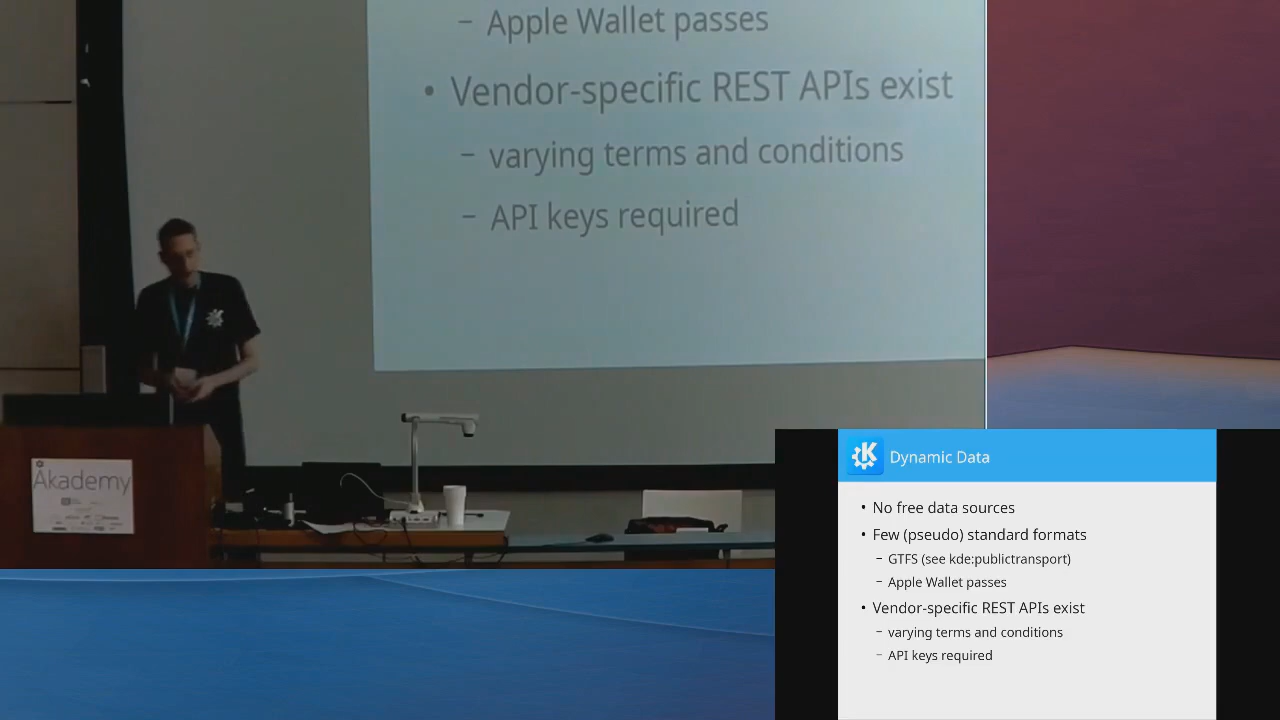 – Apple Wallet passes
• Vendor-specific REST APIs exist
– varying terms and conditions
– API keys required
Akademy
Dynamic Data
• No free data sources
• Few (pseudo) standard formats
– GTFS (see kde:publictransport)
– Apple Wallet passes
• Vendor-specific REST APIs exist
– varying terms and conditions
– API keys required